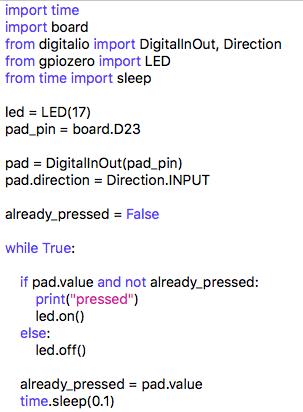 import time
import board
from digitalio import DigitalInOut, Direction
from gpiozero import LED
from time import sleep

led = LED(17)
pad_pin = board.D23

pad = DigitalInOut(pad_pin)
pad.direction = Direction.INPUT

already_pressed = False

while True:

    if pad.value and not already_pressed:
        print("pressed")
        led.on()
    else:
        led.off()

    already_pressed = pad.value
    time.sleep(0.1)